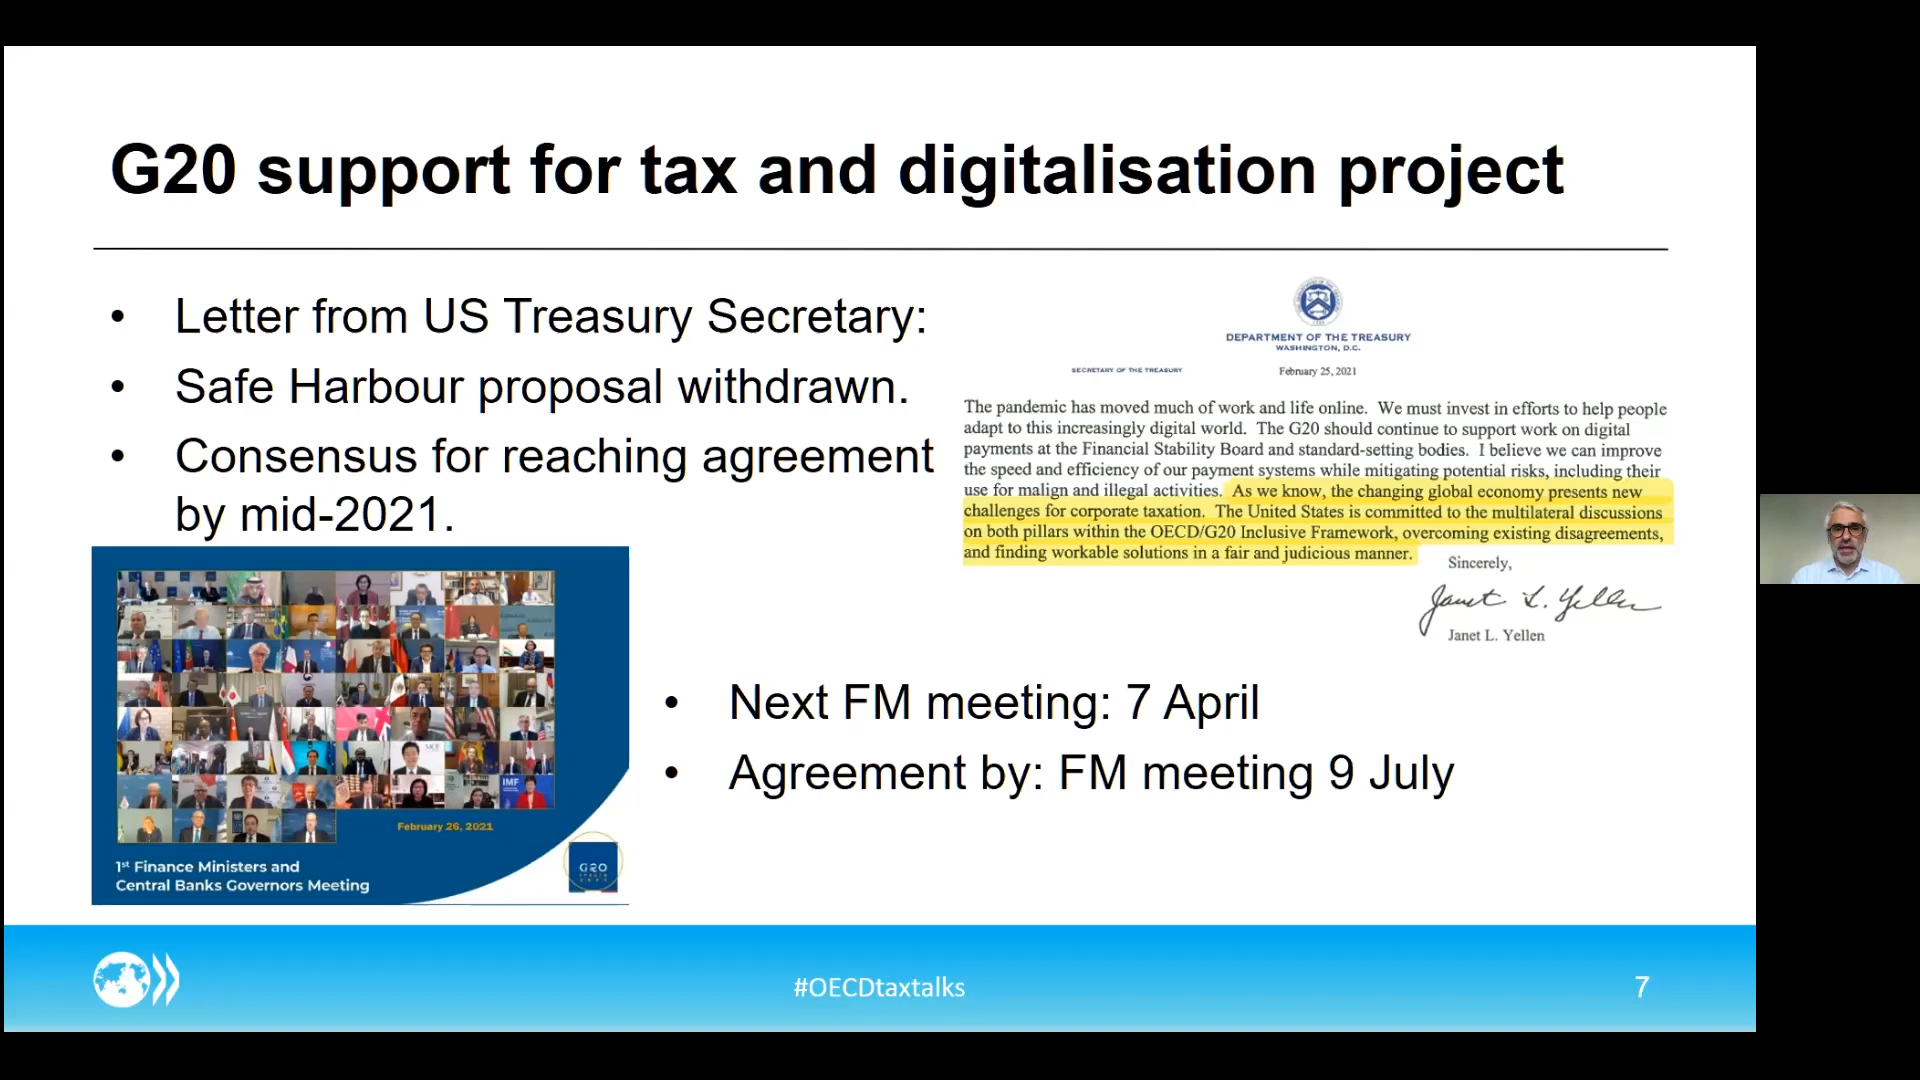 G20 support for tax and digitalisation project
• Letter from US Treasury Secretary:
• Safe Harbour proposal withdrawn.
• Consensus for reaching agreement
by mid-2021.
DEPARTMENT OF THE TREASURY
WASHINGTON, D.C.
SECRETARY OF THE TREASURY
February 25, 2021
The pandemic has moved much of work and life online. We must invest in efforts to help people
adapt to this increasingly digital world. The G20 should continue to support work on digital
payments at the Financial Stability Board and standard-setting bodies. I believe we can improve
the speed and efficiency of our payment systems while mitigating potential risks, including their
use for malign and illegal activities. As we know, the changing global economy presents new
challenges for corporate taxation. The United States is committed to the multilateral discussions
on both pillars within the OECD/G20 Inclusive Framework, overcoming existing disagreements,
and finding workable solutions in a fair and judicious manner.
Sincerely,
Janet L. Yellen
Janet L. Yellen
IMF
February 26, 2021
1st Finance Ministers and
Central Banks Governors Meeting
G20
• Next FM meeting: 7 April
• Agreement by: FM meeting 9 July
#OECDtaxtalks
7